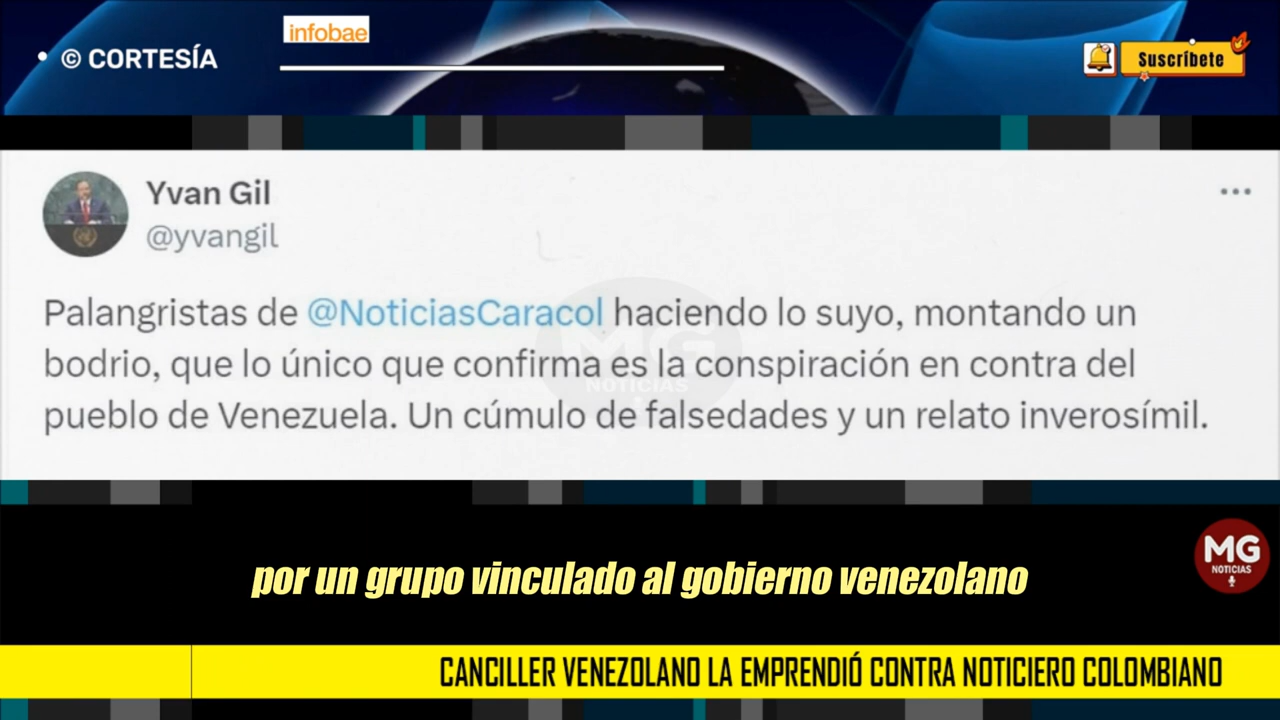 infobae
© CORTESÍA
Suscríbete
Yvan Gil
@yvangil
Palangristas de @NoticiasCaracol haciendo lo suyo, montando un
bodrio, que lo único que confirma es la conspiración en contra del
pueblo de Venezuela. Un cúmulo de falsedades y un relato inverosímil.
MG
NOTICIAS
por un grupo vinculado al gobierno venezolano
MG
NOTICIAS
CANCILLER VENEZOLANO LA EMPRENDIÓ CONTRA NOTICIERO COLOMBIANO